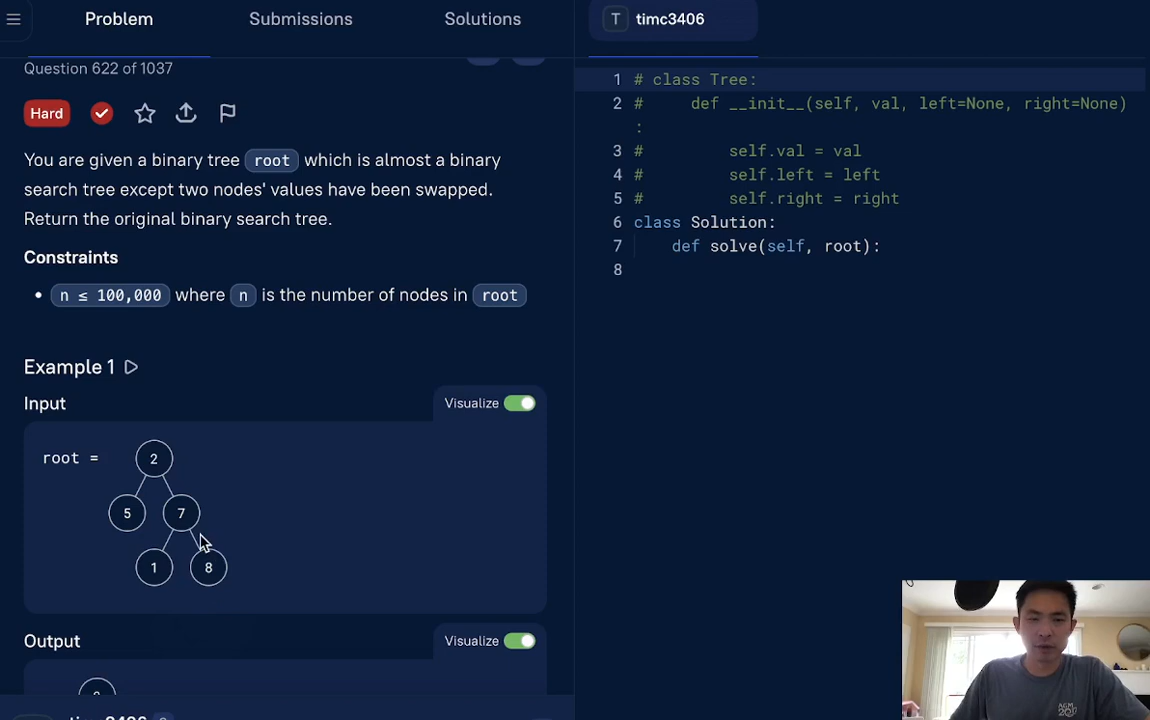 Problem
Submissions
Solutions
T timc3406
Question 622 of 1037
Hard
You are given a binary tree root which is almost a binary
search tree except two nodes' values have been swapped.
Return the original binary search tree.
Constraints
• n ≤ 100,000 where n is the number of nodes in root
Example 1
Input
Visualize
root =
2
5 7
1 8
Output
Visualize
1 # class Tree:
2 #     def __init__(self, val, left=None, right=None)
:
3 #         self.val = val
4 #         self.left = left
5 #         self.right = right
6 class Solution:
7     def solve(self, root):
8